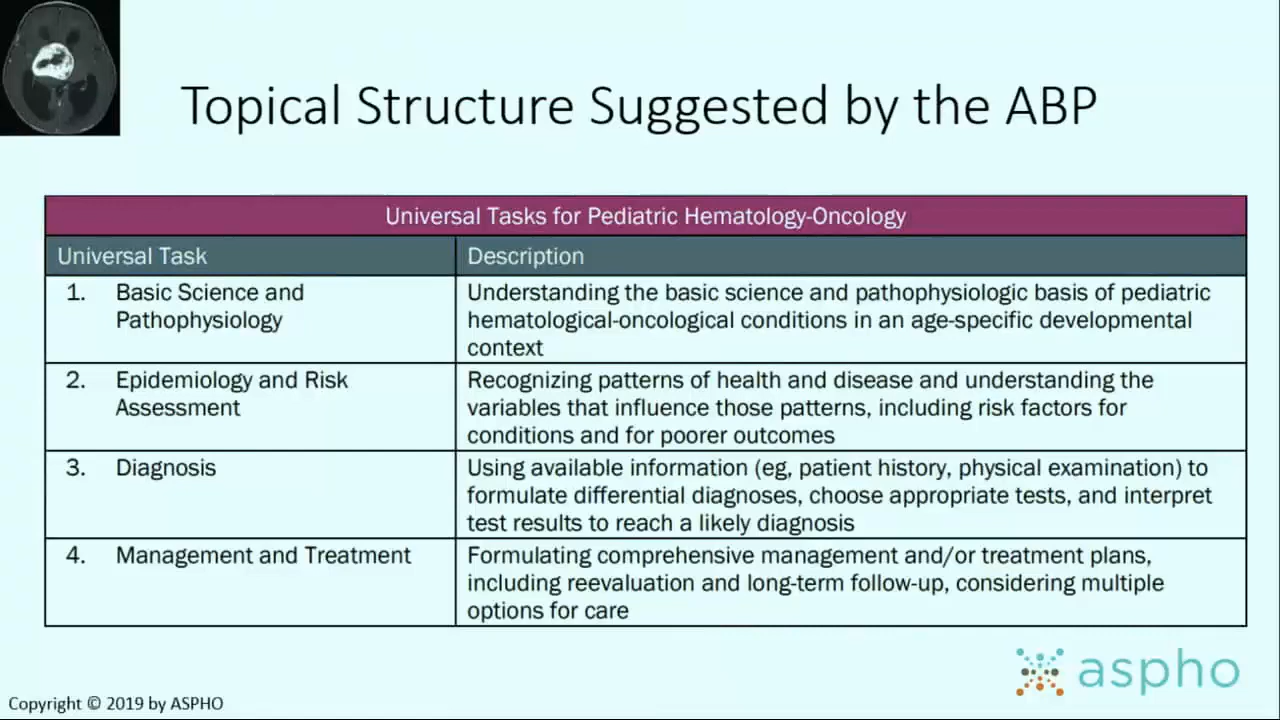 Topical Structure Suggested by the ABP
Universal Tasks for Pediatric Hematology-Oncology
Universal Task
Description
1. Basic Science and
Pathophysiology
Understanding the basic science and pathophysiologic basis of pediatric
hematological-oncological conditions in an age-specific developmental
context
2. Epidemiology and Risk
Assessment
Recognizing patterns of health and disease and understanding the
variables that influence those patterns, including risk factors for
conditions and for poorer outcomes
3. Diagnosis
Using available information (eg, patient history, physical examination) to
formulate differential diagnoses, choose appropriate tests, and interpret
test results to reach a likely diagnosis
4. Management and Treatment
Formulating comprehensive management and/or treatment plans,
including reevaluation and long-term follow-up, considering multiple
options for care
aspho
Copyright © 2019 by ASPHO